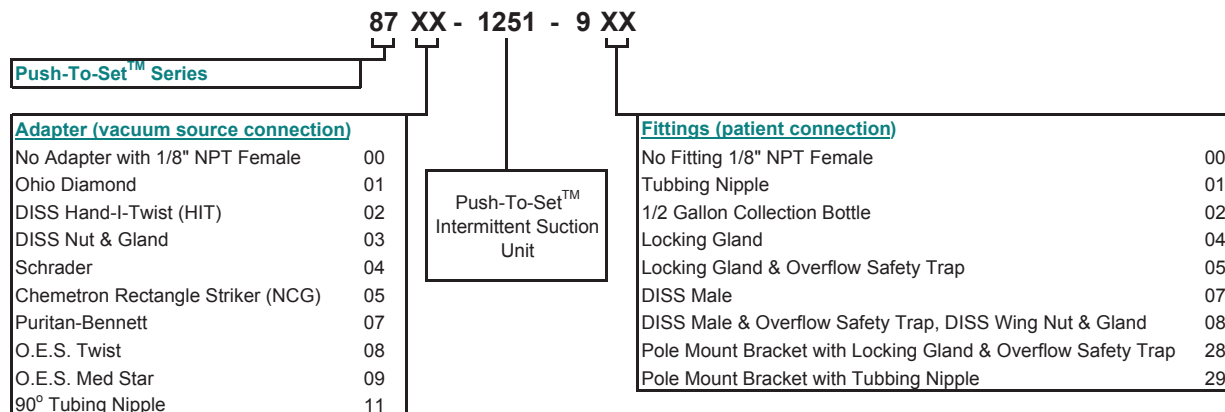 87 XX - 1251 - 9 XX
Push-To-Set™ Series
Adapter (vacuum source connection)
No Adapter with 1/8" NPT Female 00
Ohio Diamond 01
DISS Hand-I-Twist (HIT) 02
DISS Nut & Gland 03
Schrader 04
Chemetron Rectangle Striker (NCG) 05
Puritan-Bennett 07
O.E.S. Twist 08
O.E.S. Med Star 09
90° Tubing Nipple 11
Push-To-Set™
Intermittent Suction
Unit
Fittings (patient connection)
No Fitting 1/8" NPT Female 00
Tubbing Nipple 01
1/2 Gallon Collection Bottle 02
Locking Gland 04
Locking Gland & Overflow Safety Trap 05
DISS Male 07
DISS Male & Overflow Safety Trap, DISS Wing Nut & Gland 08
Pole Mount Bracket with Locking Gland & Overflow Safety Trap 28
Pole Mount Bracket with Tubbing Nipple 29